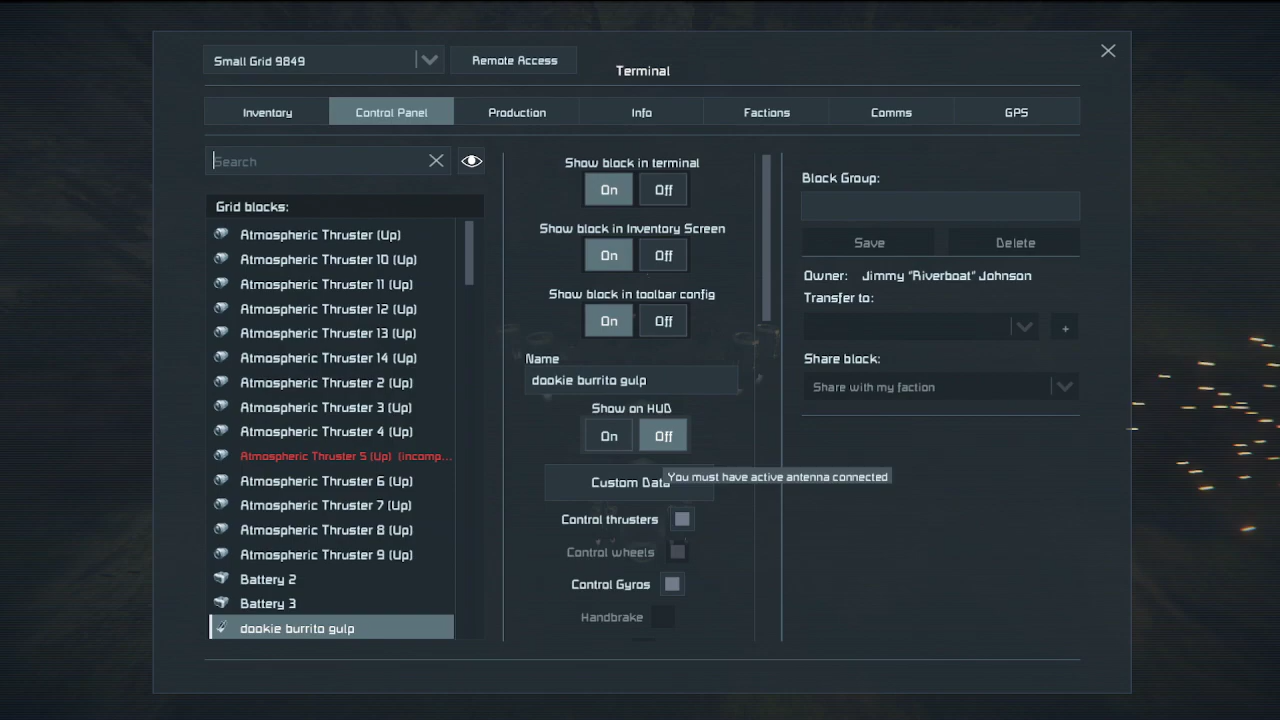 Small Grid 9849
Remote Access
Terminal
Inventory
Control Panel
Production
Info
Factions
Comms
GPS
Search
Grid blocks:
Atmospheric Thruster (Up)
Atmospheric Thruster 10 (Up)
Atmospheric Thruster 11 (Up)
Atmospheric Thruster 12 (Up)
Atmospheric Thruster 13 (Up)
Atmospheric Thruster 14 (Up)
Atmospheric Thruster 2 (Up)
Atmospheric Thruster 3 (Up)
Atmospheric Thruster 4 (Up)
Atmospheric Thruster 5 (Up) (incomp...
Atmospheric Thruster 6 (Up)
Atmospheric Thruster 7 (Up)
Atmospheric Thruster 8 (Up)
Atmospheric Thruster 9 (Up)
Battery 2
Battery 3
dookie burrito gulp
Show block in terminal
On Off
Show block in Inventory Screen
On Off
Show block in toolbar config
On Off
Name
dookie burrito gulp
Show on HUD
On Off
Custom Data
You must have active antenna connected
Control thrusters
Control wheels
Control Gyros
Handbrake
Block Group:
Save
Delete
Owner: Jimmy "Riverboat" Johnson
Transfer to:
+
Share block:
Share with my faction